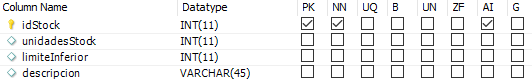 Column Name Datatype PK NN UQ B UN ZF AI G
idStock INT(11)
unidadesStock INT(11)
limiteInferior INT(11)
descripcion VARCHAR(45)